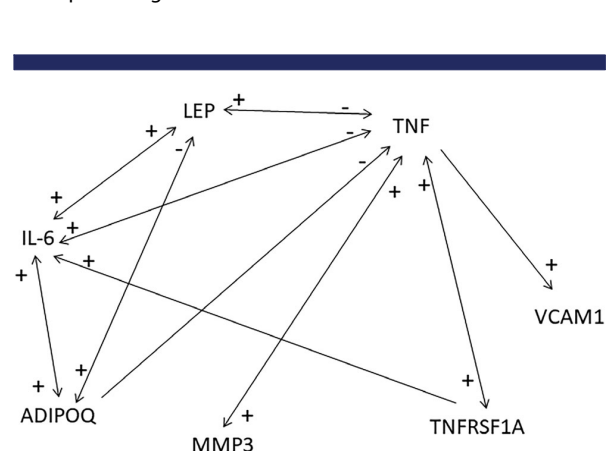 LEP
+
-
TNF
+
-
-
-
+
+
+
IL-6
+
+
+
+
VCAM1
+
+
+
+
ADIPOQ
+
MMP3
TNFRSF1A